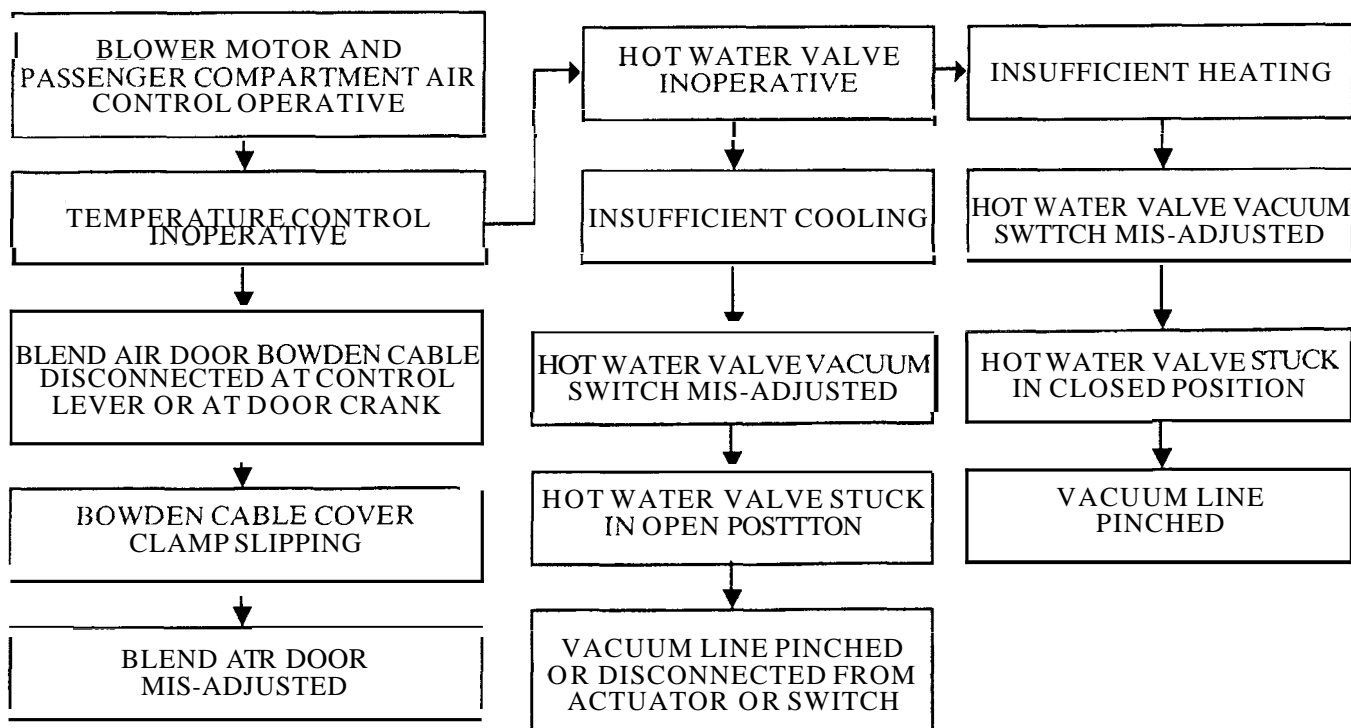 BLOWER MOTOR AND
PASSENGER COMPARTMENT AIR
CONTROL OPERATIVE
TEMPERATURE CONTROL
INOPERATIVE
BLEND AIR DOOR BOWDEN CABLE
DISCONNECTED AT CONTROL
LEVER OR AT DOOR CRANK
BOWDEN CABLE COVER
CLAMP SLIPPING
BLEND ATR DOOR
MIS-ADJUSTED
HOT WATER VALVE
INOPERATIVE
INSUFFICIENT COOLING
HOT WATER VALVE VACUUM
SWITCH MIS-ADJUSTED
HOT WATER VALVE STUCK
IN OPEN POSTTTON
VACUUM LINE PINCHED
OR DISCONNECTED FROM
ACTUATOR OR SWITCH
INSUFFICIENT HEATING
HOT WATER VALVE VACUUM
SWTTCH MIS-ADJUSTED
HOT WATER VALVE STUCK
IN CLOSED POSITION
VACUUM LINE
PINCHED